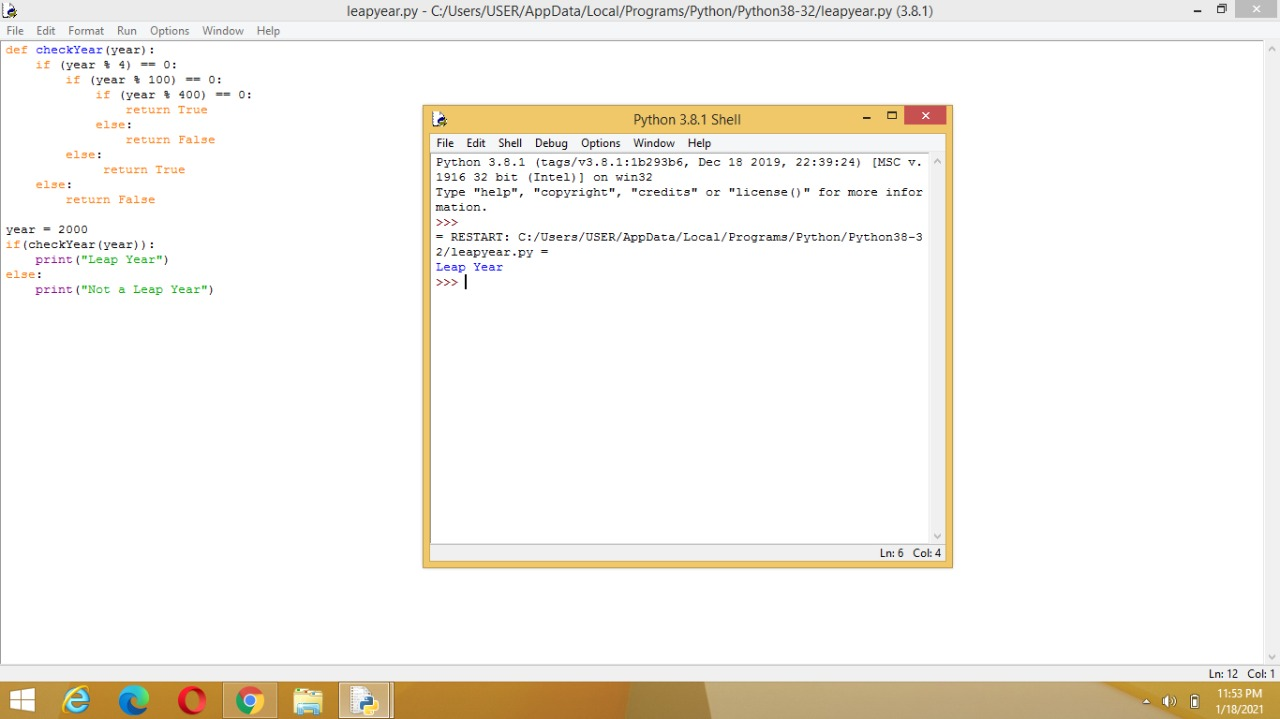 leapyear.py - C:/Users/USER/AppData/Local/Programs/Python/Python38-32/leapyear.py (3.8.1)
File Edit Format Run Options Window Help
def checkYear(year):
    if (year % 4) == 0:
        if (year % 100) == 0:
            if (year % 400) == 0:
                return True
            else:
                return False
        else:
             return True
    else:
        return False

year = 2000
if(checkYear(year)):
    print("Leap Year")
else:
    print("Not a Leap Year")
Python 3.8.1 Shell
File Edit Shell Debug Options Window Help
Python 3.8.1 (tags/v3.8.1:1b293b6, Dec 18 2019, 22:39:24) [MSC v.
1916 32 bit (Intel)] on win32
Type "help", "copyright", "credits" or "license()" for more infor
mation.
>>>
= RESTART: C:/Users/USER/AppData/Local/Programs/Python/Python38-3
2/leapyear.py =
Leap Year
>>>
Ln: 6 Col: 4
Ln: 12 Col: 1
11:53 PM
1/18/2021